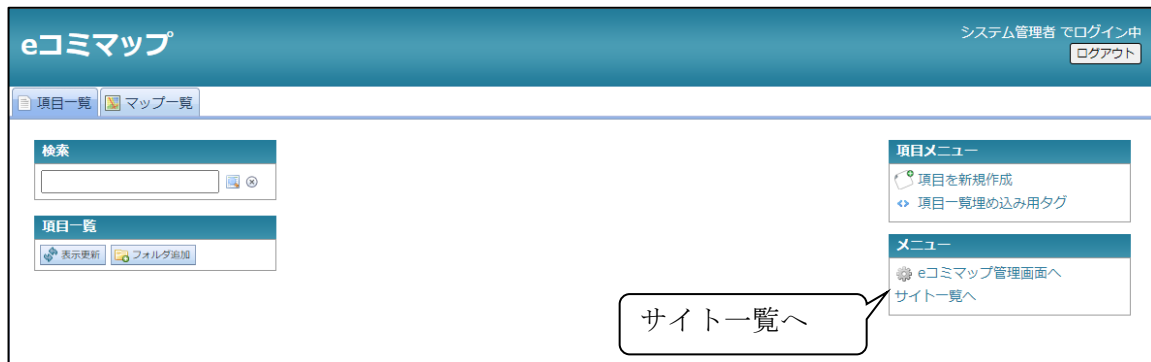 eコミマップ
システム管理者 でログイン中
ログアウト
項目一覧
マップ一覧
検索
項目一覧
表示更新
フォルダ追加
項目メニュー
項目を新規作成
項目一覧埋め込み用タグ
メニュー
eコミマップ管理画面へ
サイト一覧へ
サイト一覧へ